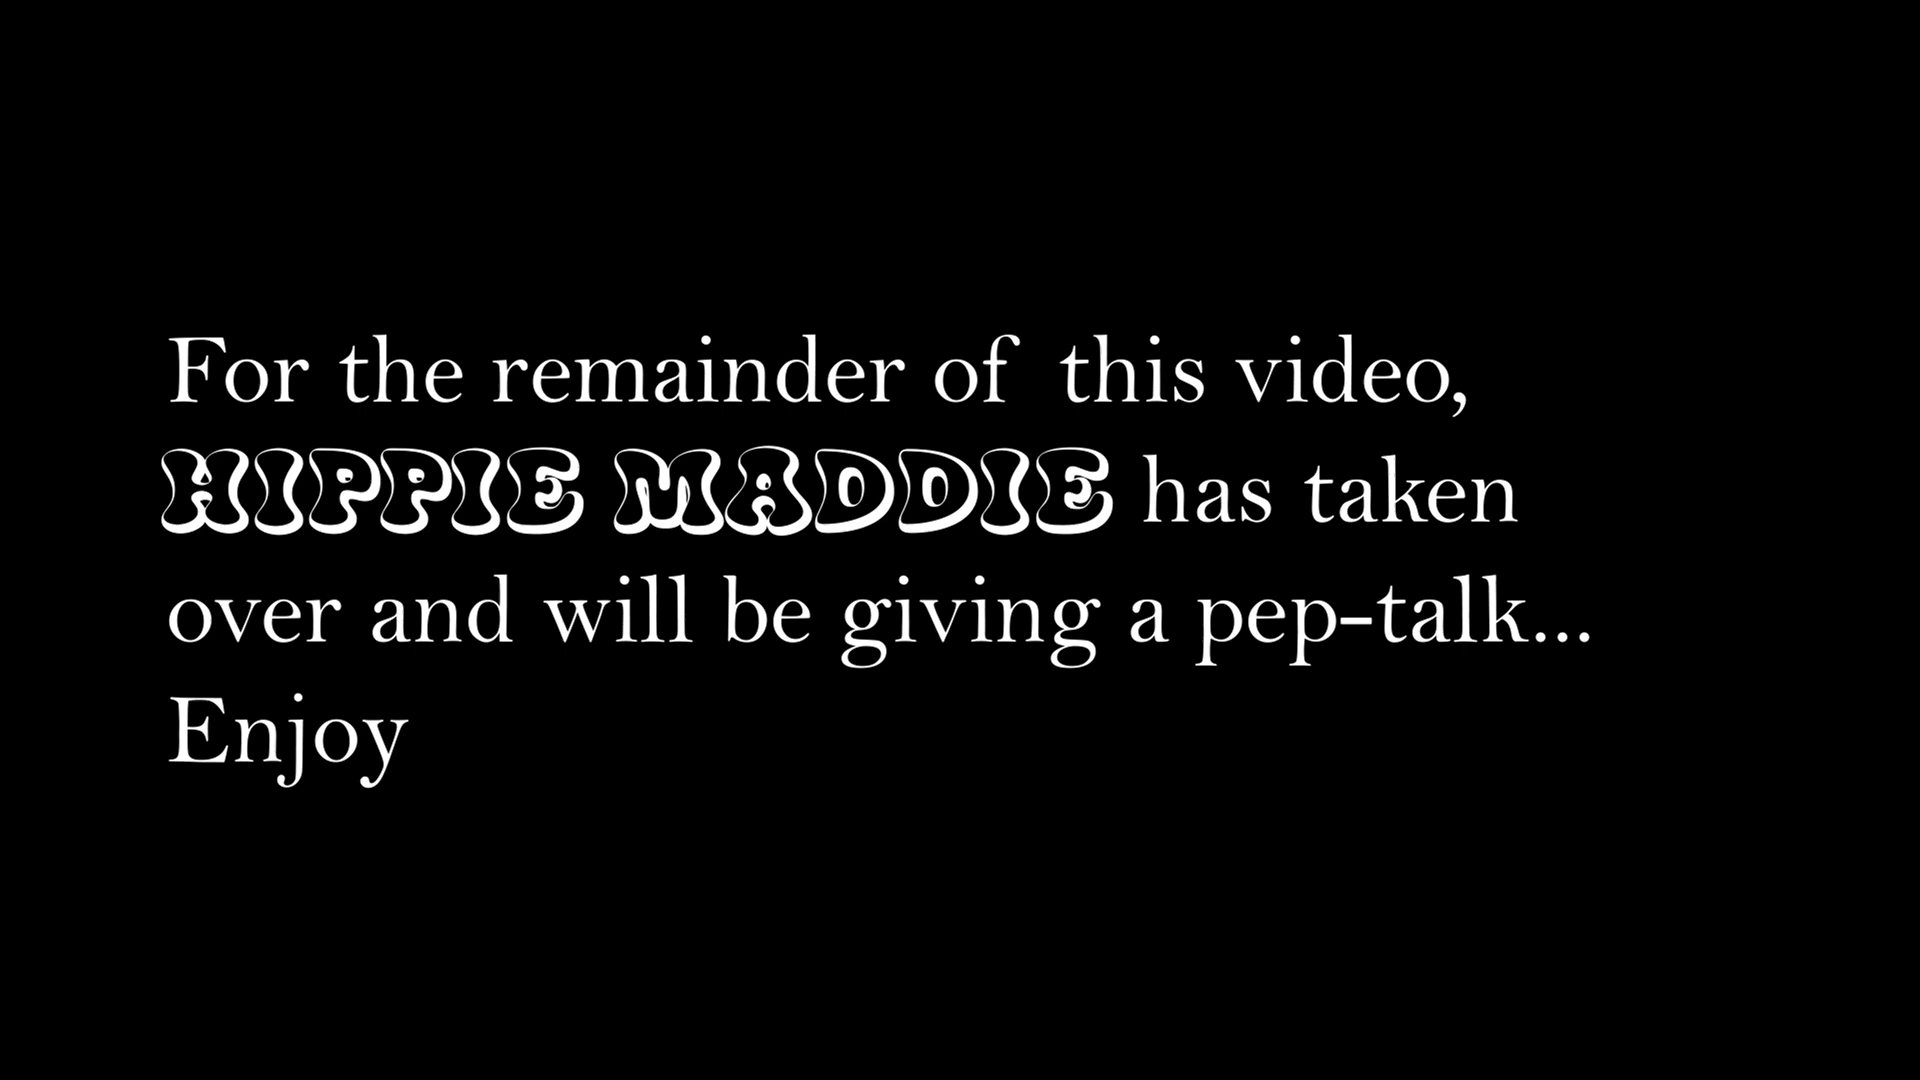 For the remainder of this video,
HIPPIE MADDIE has taken
over and will be giving a pep-talk...
Enjoy